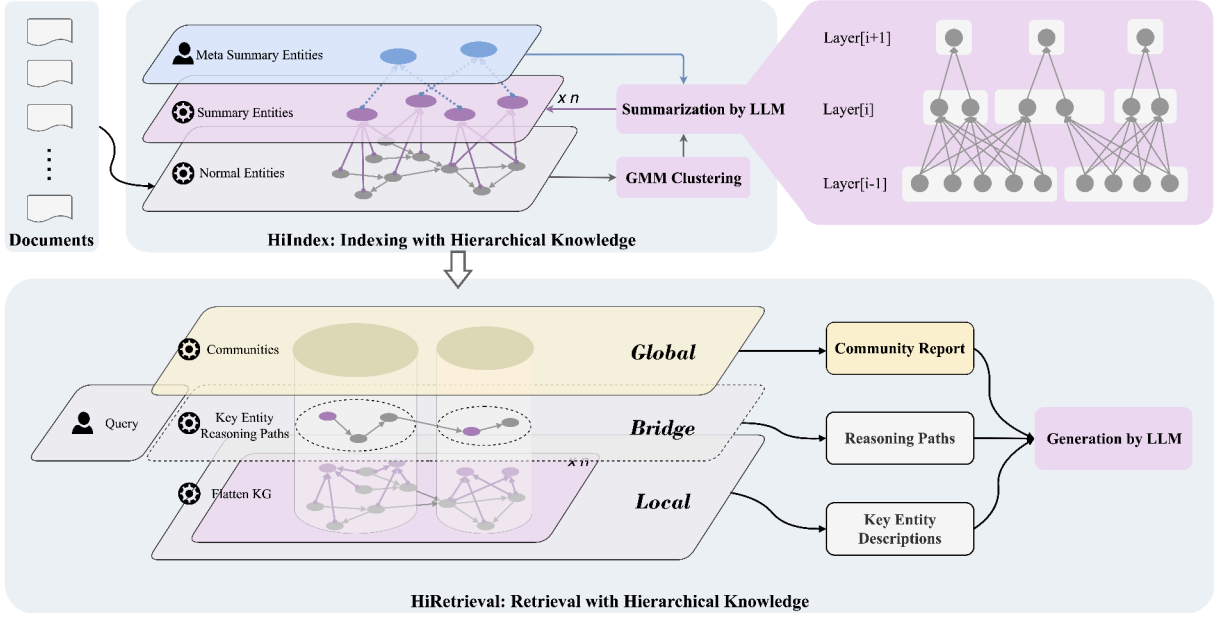 Meta Summary Entities
Summary Entities
Normal Entities
x n
Summarization by LLM
GMM Clustering
Layer[i+1]
Layer[i]
Layer[i-1]
Documents
HiIndex: Indexing with Hierarchical Knowledge
Communities
Global
Community Report
Query
Key Entity
Reasoning Paths
Bridge
Reasoning Paths
Generation by LLM
x n
Flatten KG
Local
Key Entity
Descriptions
HiRetrieval: Retrieval with Hierarchical Knowledge